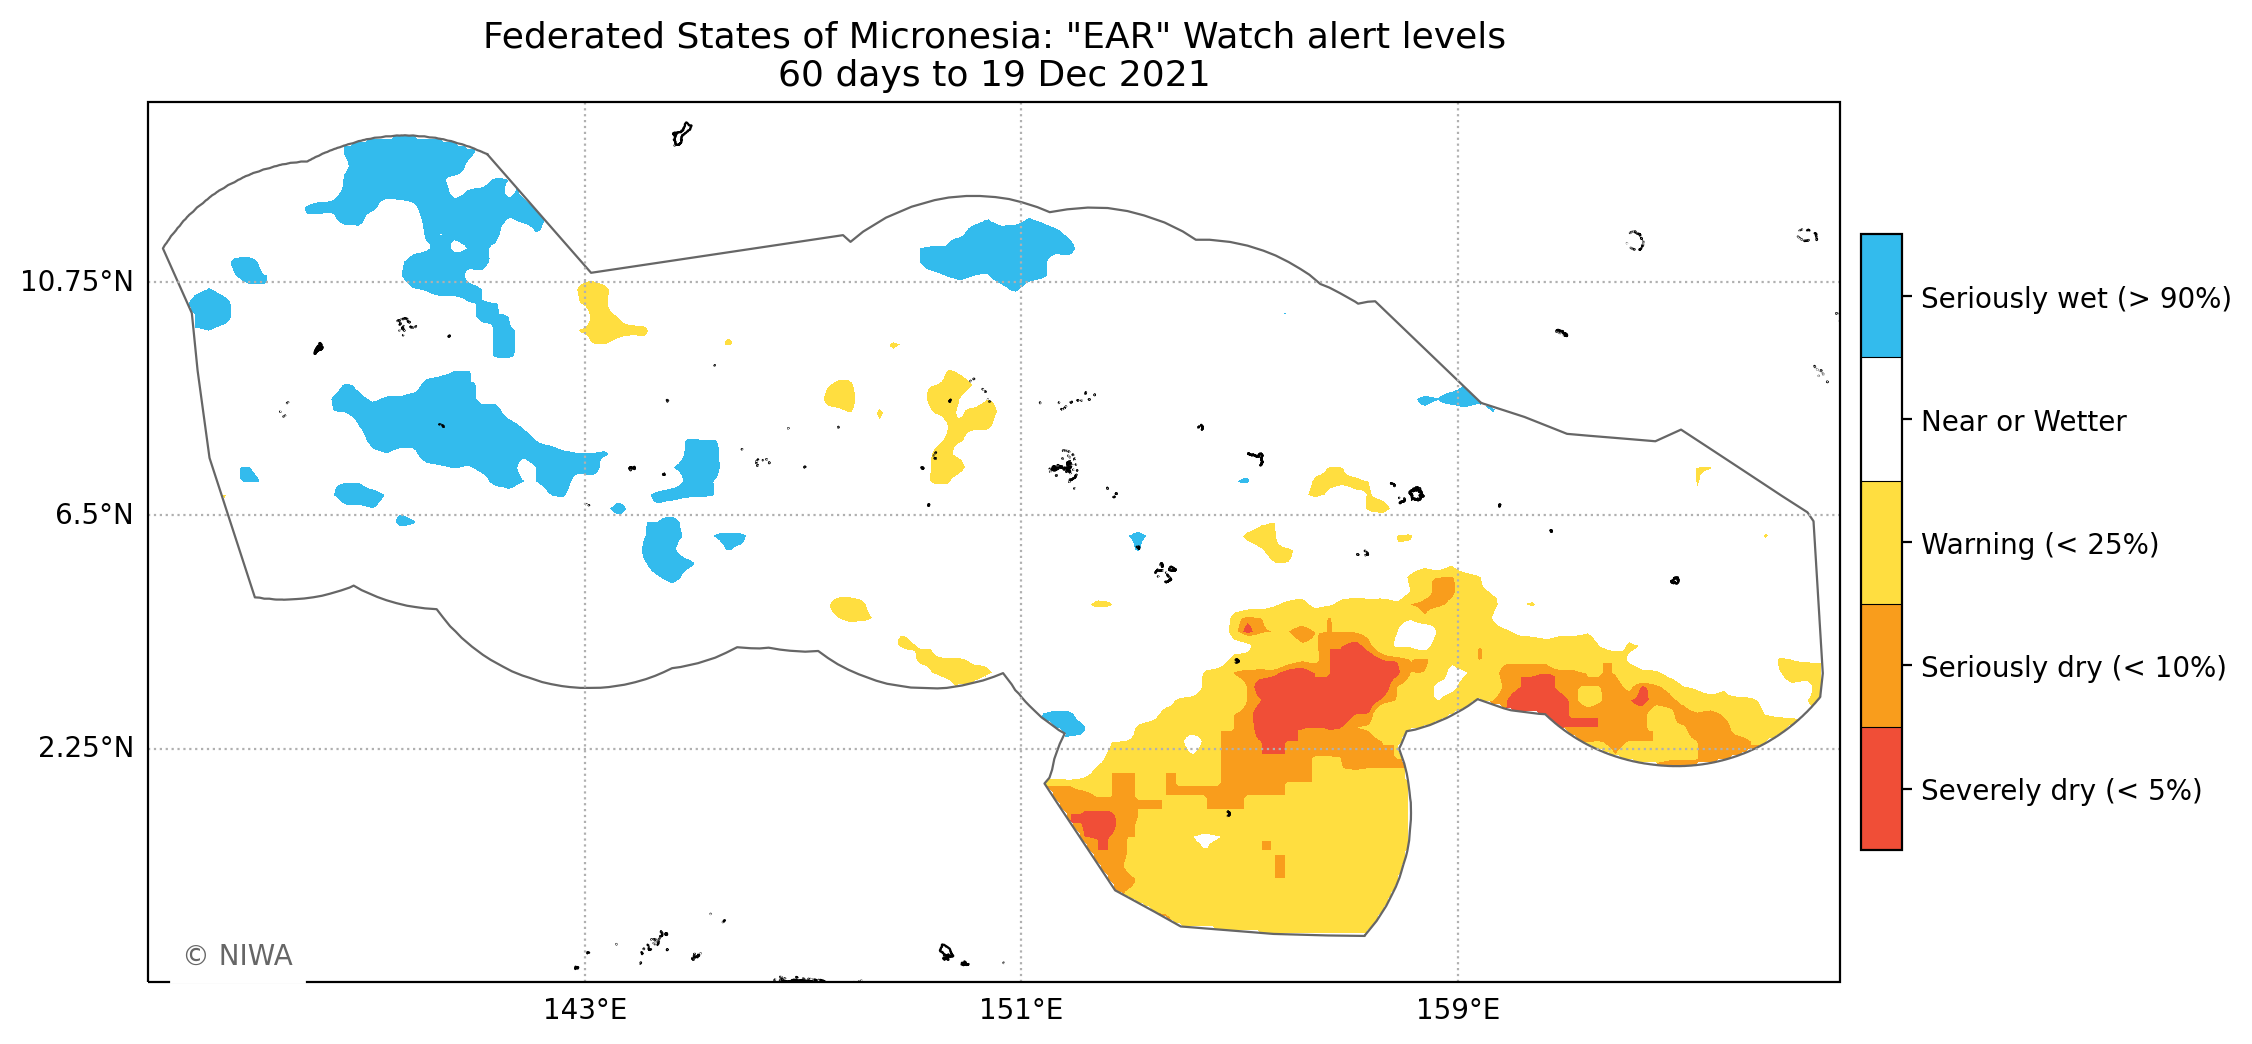 Federated States of Micronesia: "EAR" Watch alert levels
60 days to 19 Dec 2021
10.75°N
6.5°N
2.25°N
143°E
151°E
159°E
Seriously wet (> 90%)
Near or Wetter
Warning (< 25%)
Seriously dry (< 10%)
Severely dry (< 5%)
© NIWA